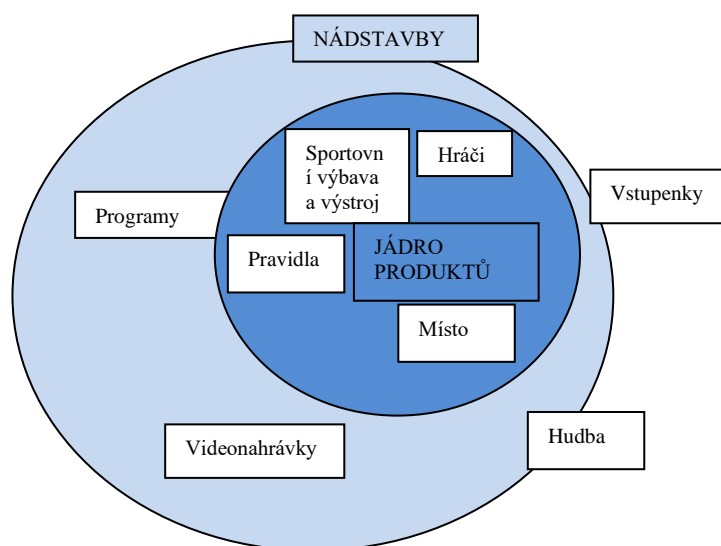 NÁDSTAVBY
Sportovn
í výbava
a výstroj
Hráči
Vstupenky
Programy
Pravidla
JÁDRO
PRODUKTŮ
Místo
Videonahrávky
Hudba